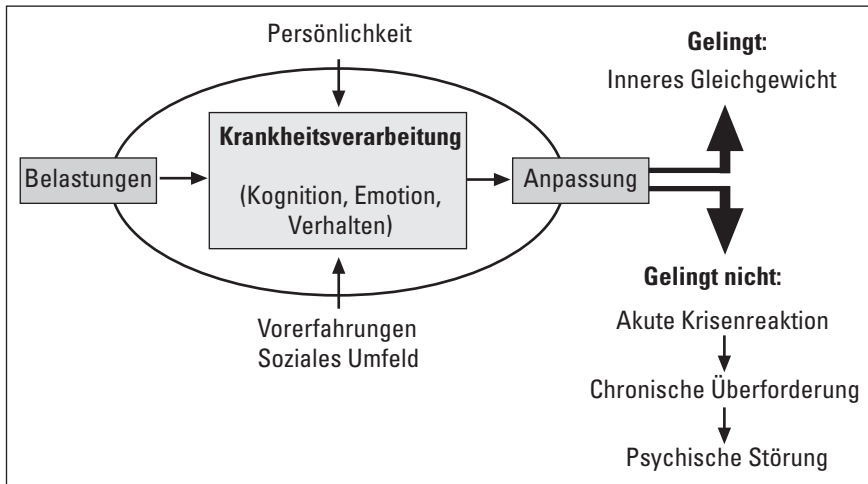 Persönlichkeit
Krankheitsverarbeitung
(Kognition, Emotion,
Verhalten)
Belastungen
Anpassung
Vorerfahrungen
Soziales Umfeld
Gelingt:
Inneres Gleichgewicht
Gelingt nicht:
Akute Krisenreaktion
Chronische Überforderung
Psychische Störung